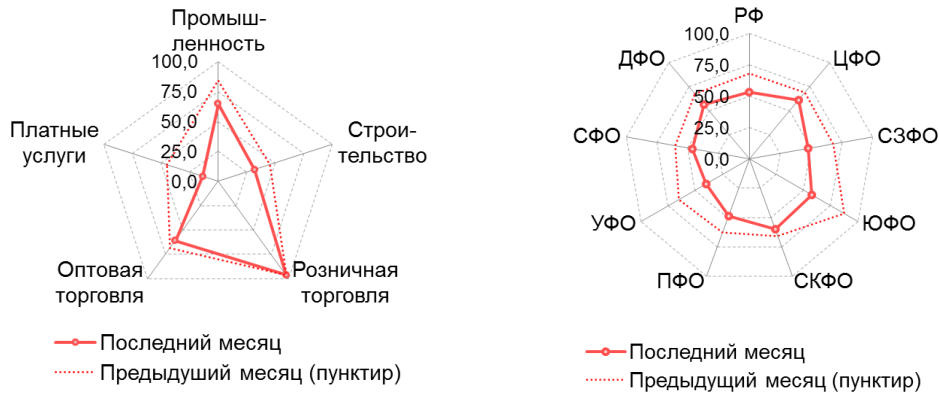 Промыш-
ленность
100,0
75,0
50,0
25,0
0,0
Строи-
тельство
Розничная
торговля
Оптовая
торговля
Платные
услуги
Последний месяц
Предыдуший месяц (пунктир)
РФ
100,0
75,0
50,0
25,0
0,0
ЦФО
СЗФО
ЮФО
СКФО
ПФО
УФО
СФО
ДФО
Последний месяц
Предыдущий месяц (пунктир)